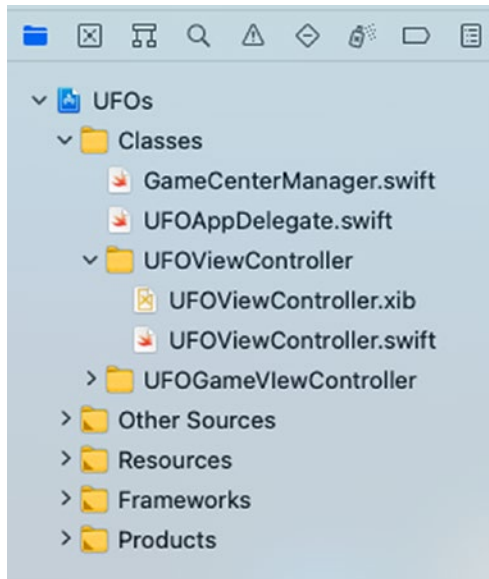 UFOs
Classes
GameCenterManager.swift
UFOAppDelegate.swift
UFOViewController
UFOViewController.xib
UFOViewController.swift
UFOGameVIewController
Other Sources
Resources
Frameworks
Products